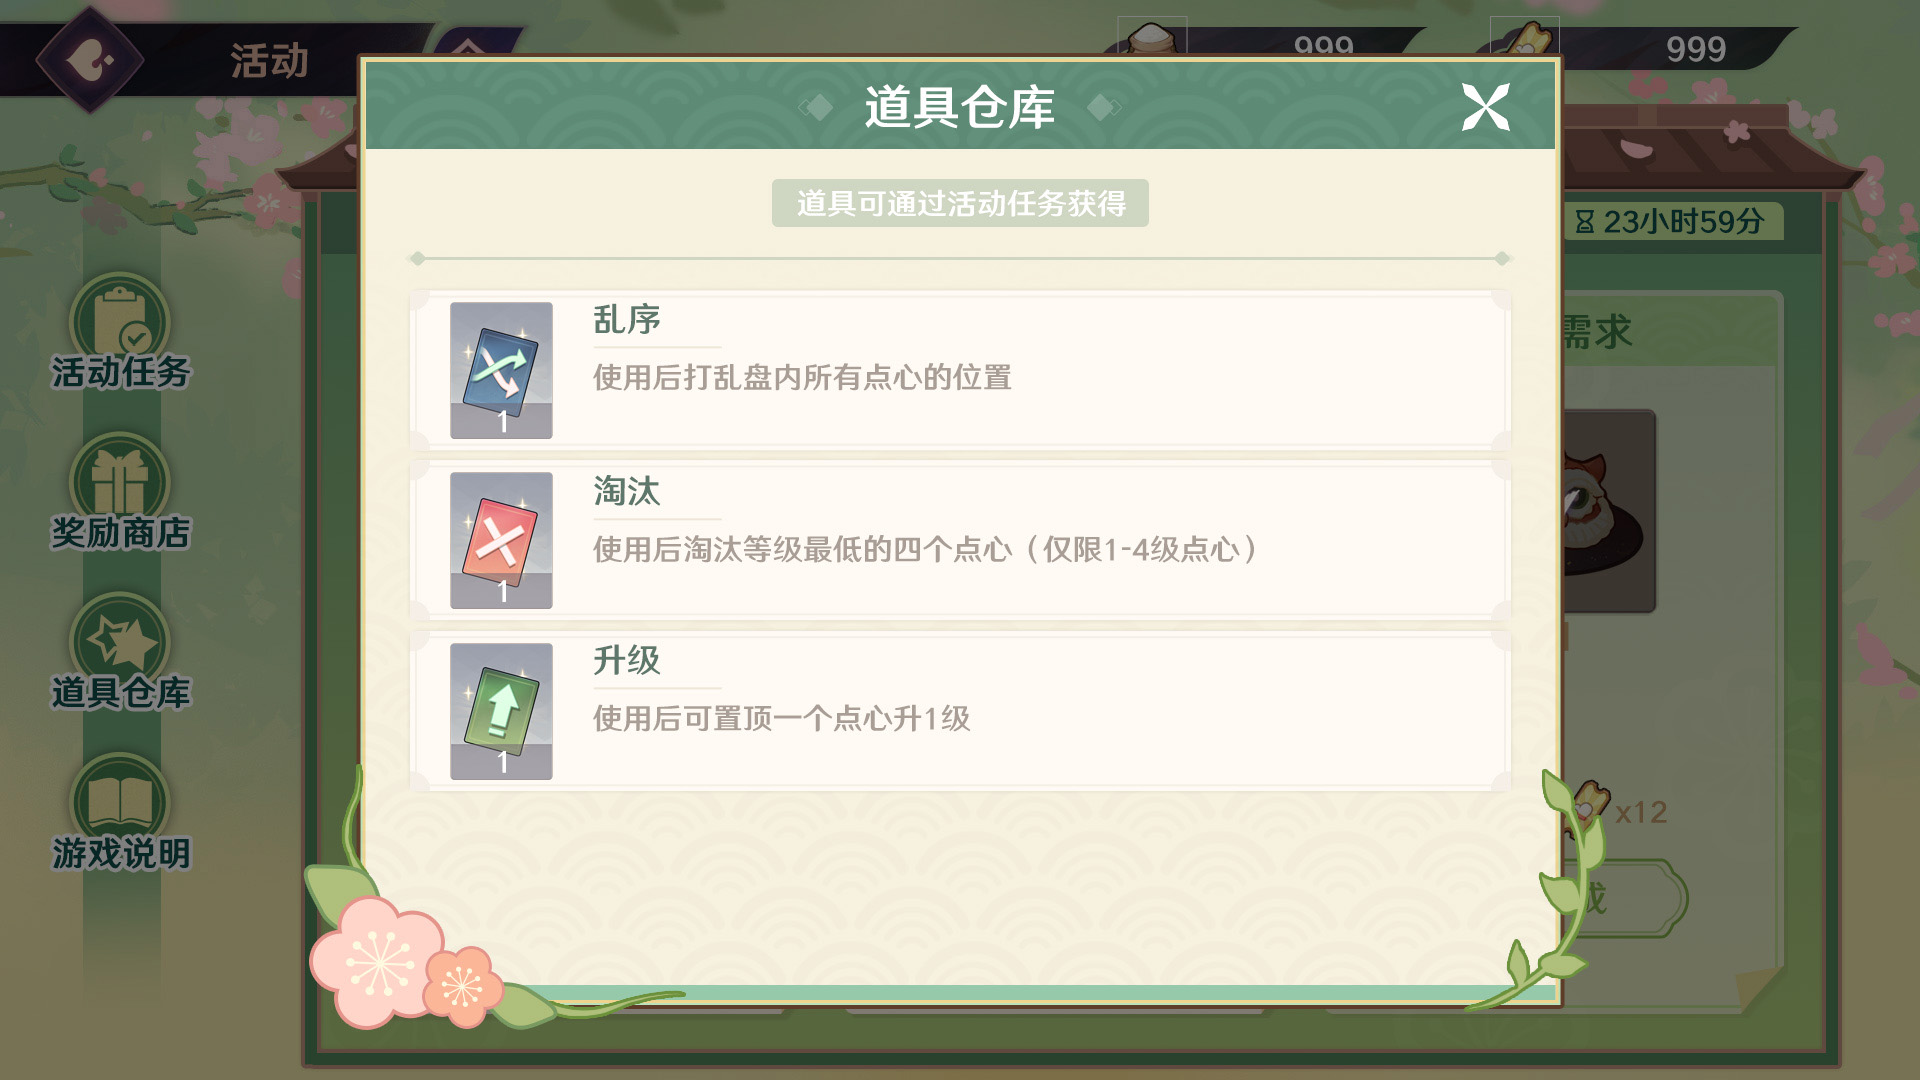 活动
999
999
道具仓库
道具可通过活动任务获得
23小时59分
乱序
使用后打乱盘内所有点心的位置
1
需求
活动任务
淘汰
使用后淘汰等级最低的四个点心（仅限1-4级点心）
1
奖励商店
升级
使用后可置顶一个点心升1级
1
道具仓库
x12
游戏说明
成